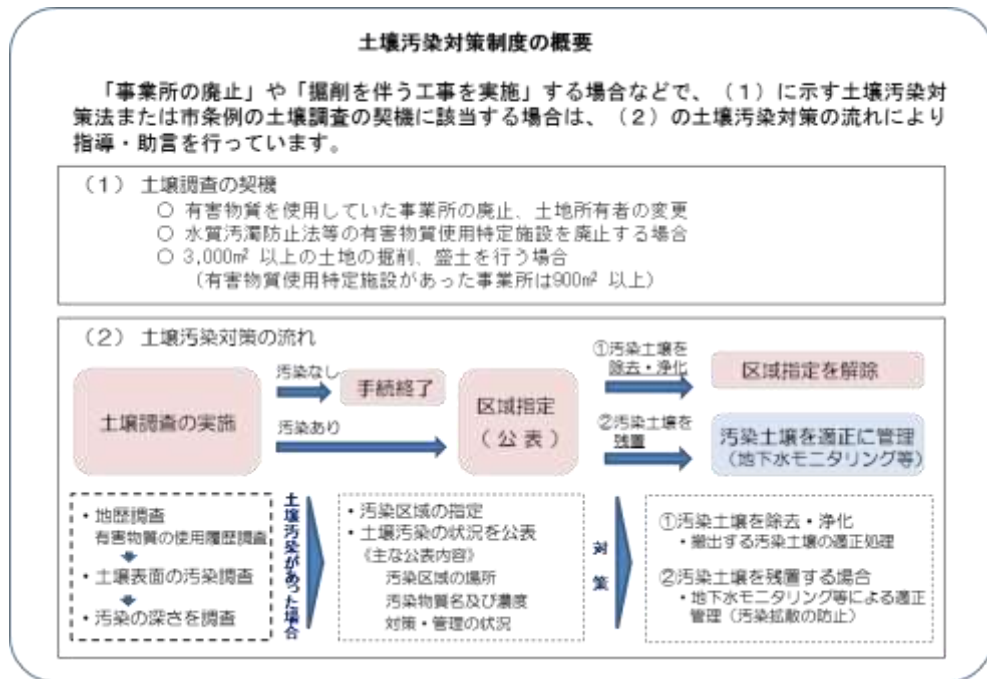 土壌汚染対策制度の概要
「事業所の廃止」や「掘削を伴う工事を実施」する場合などで、（１）に示す土壌汚染対
策法または市条例の土壌調査の契機に該当する場合は、（２）の土壌汚染対策の流れにより
指導・助言を行っています。
（１） 土壌調査の契機
○ 有害物質を使用していた事業所の廃止、土地所有者の変更
○ 水質汚濁防止法等の有害物質使用特定施設を廃止する場合
○ 3,000㎡ 以上の土地の掘削、盛土を行う場合
（有害物質使用特定施設があった事業所は900㎡ 以上）
（２） 土壌汚染対策の流れ
土壌調査の実施
汚染なし
手続終了
汚染あり
区域指定
（公表）
①汚染土壌を
除去・浄化
区域指定を解除
②汚染土壌を
残置
汚染土壌を適正に管理
（地下水モニタリング等）
・地歴調査
有害物質の使用履歴調査
・土壌表面の汚染調査
・汚染の深さを調査
土壌汚染があった場合
・汚染区域の指定
・土壌汚染の状況を公表
《主な公表内容》
汚染区域の場所
汚染物質名及び濃度
対策・管理の状況
対策
①汚染土壌を除去・浄化
・搬出する汚染土壌の適正処理
②汚染土壌を残置する場合
・地下水モニタリング等による適正
管理（汚染拡散の防止）